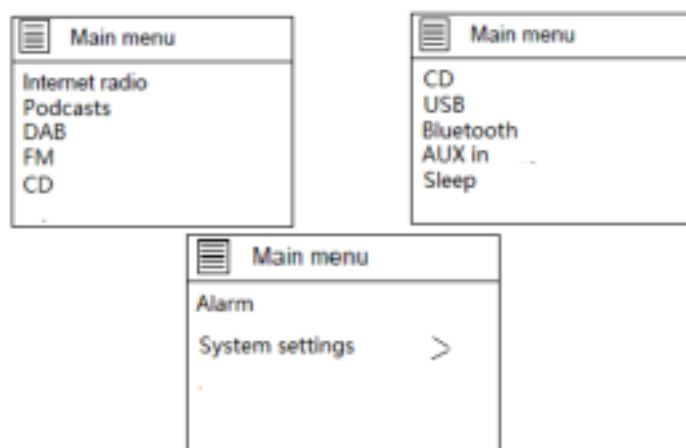 Main menu
Internet radio
Podcasts
DAB
FM
CD
Main menu
CD
USB
Bluetooth
AUX in
Sleep
Main menu
Alarm
System settings >